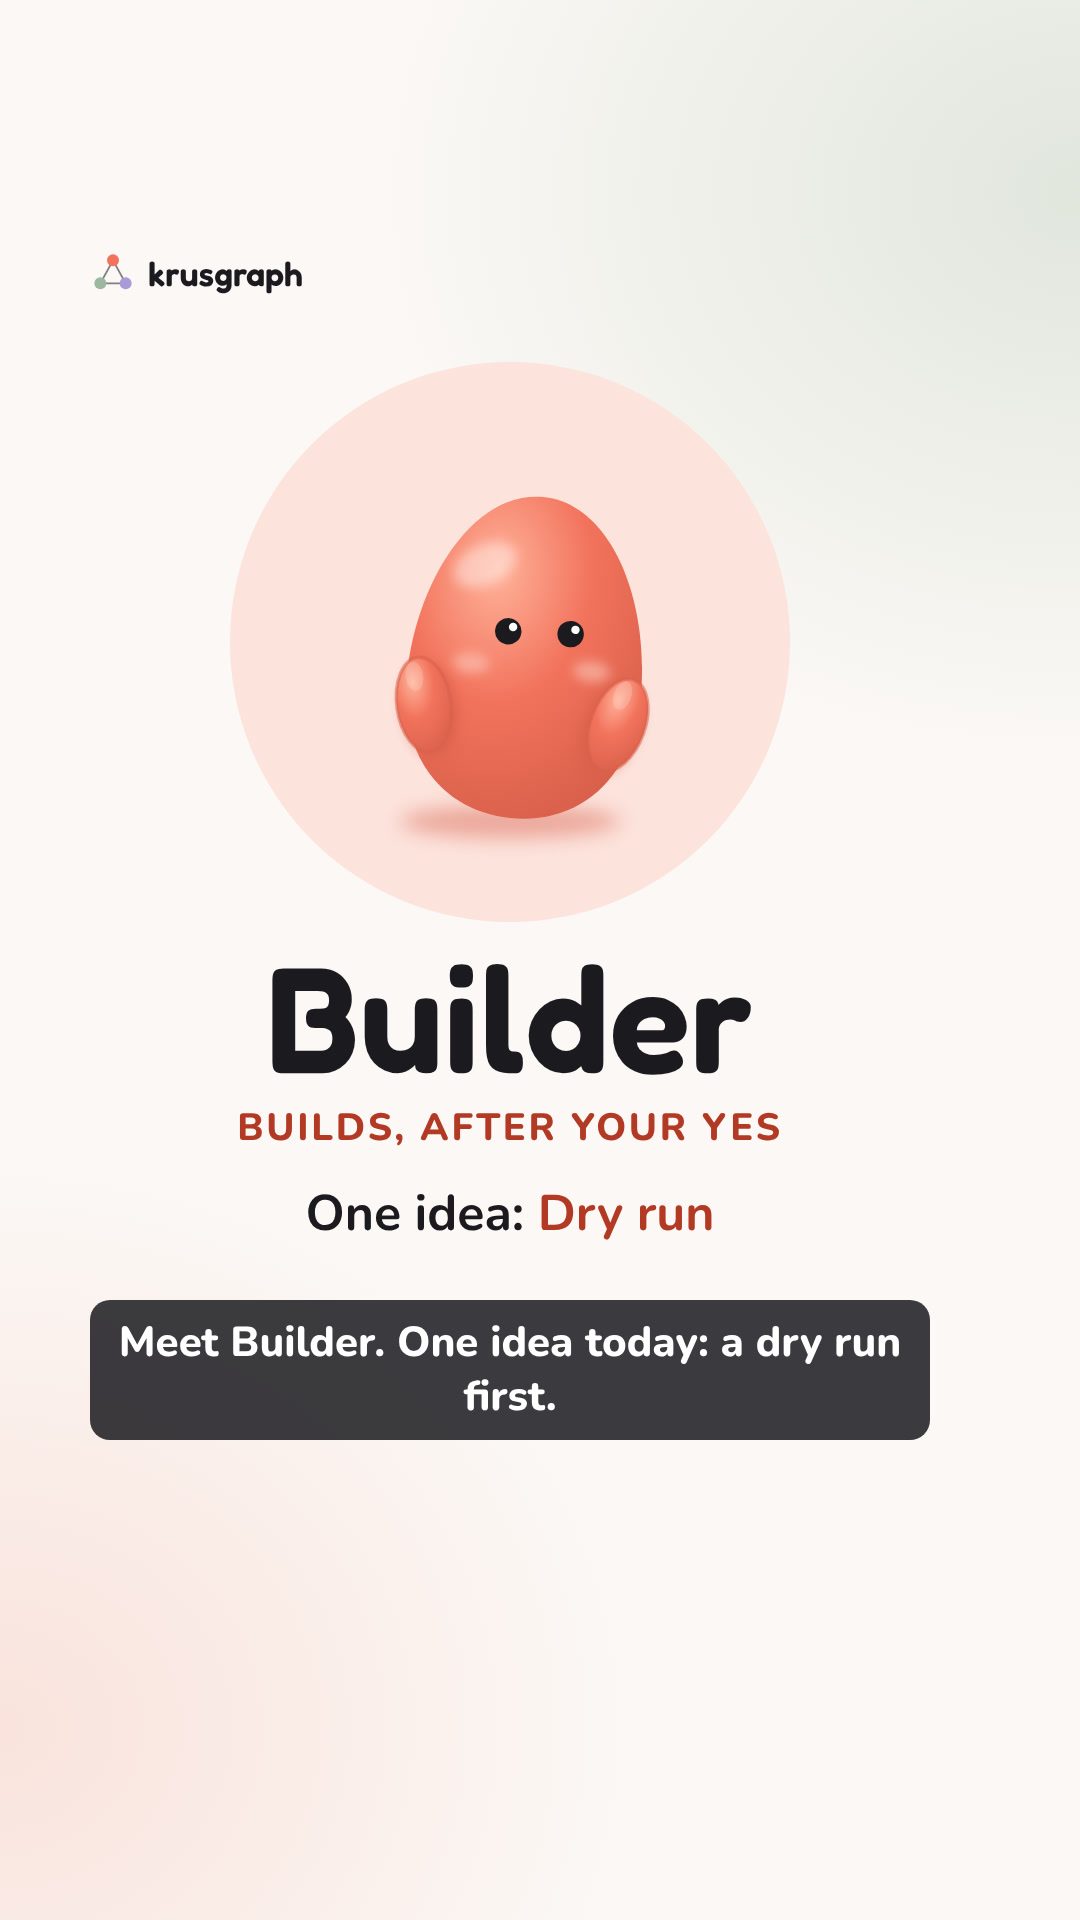 krusgraph
Builder
BUILDS, AFTER YOUR YES
One idea: Dry run
Meet Builder. One idea today: a dry run
first.